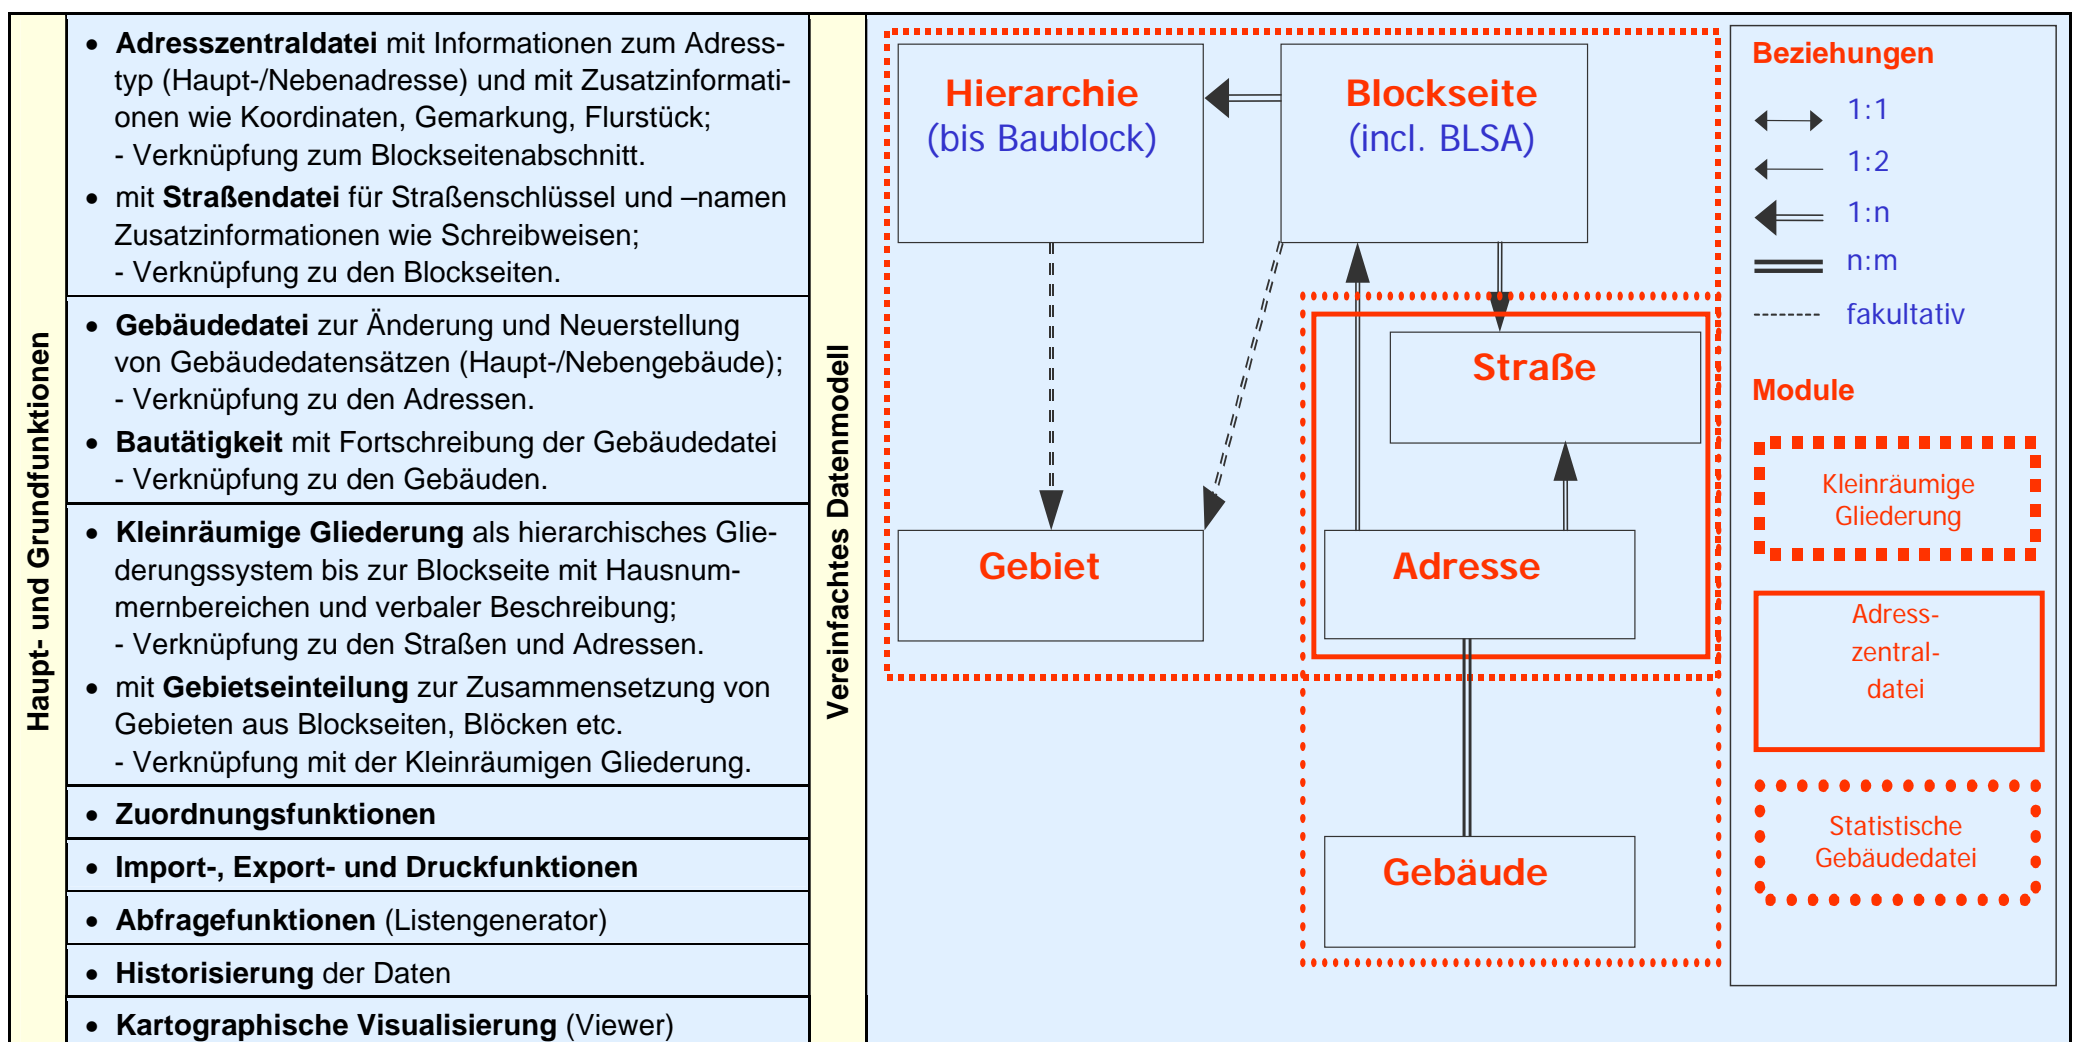 Haupt- und Grundfunktionen
• Adresszentraldatei mit Informationen zum Adress-
typ (Haupt-/Nebenadresse) und mit Zusatzinformati-
onen wie Koordinaten, Gemarkung, Flurstück;
- Verknüpfung zum Blockseitenabschnitt.
• mit Straßendatei für Straßenschlüssel und –namen
Zusatzinformationen wie Schreibweisen;
- Verknüpfung zu den Blockseiten.
• Gebäudedatei zur Änderung und Neuerstellung
von Gebäudedatensätzen (Haupt-/Nebengebäude);
- Verknüpfung zu den Adressen.
• Bautätigkeit mit Fortschreibung der Gebäudedatei
- Verknüpfung zu den Gebäuden.
• Kleinräumige Gliederung als hierarchisches Glie-
derungssystem bis zur Blockseite mit Hausnum-
mernbereichen und verbaler Beschreibung;
- Verknüpfung zu den Straßen und Adressen.
• mit Gebietseinteilung zur Zusammensetzung von
Gebieten aus Blockseiten, Blöcken etc.
- Verknüpfung mit der Kleinräumigen Gliederung.
• Zuordnungsfunktionen
• Import-, Export- und Druckfunktionen
• Abfragefunktionen (Listengenerator)
• Historisierung der Daten
• Kartographische Visualisierung (Viewer)
Vereinfachtes Datenmodell
Hierarchie
(bis Baublock)
Blockseite
(incl. BLSA)
Straße
Gebiet
Adresse
Gebäude
Beziehungen
1:1
1:2
1:n
n:m
fakultativ
Module
Kleinräumige
Gliederung
Adress-
zentral-
datei
Statistische
Gebäudedatei